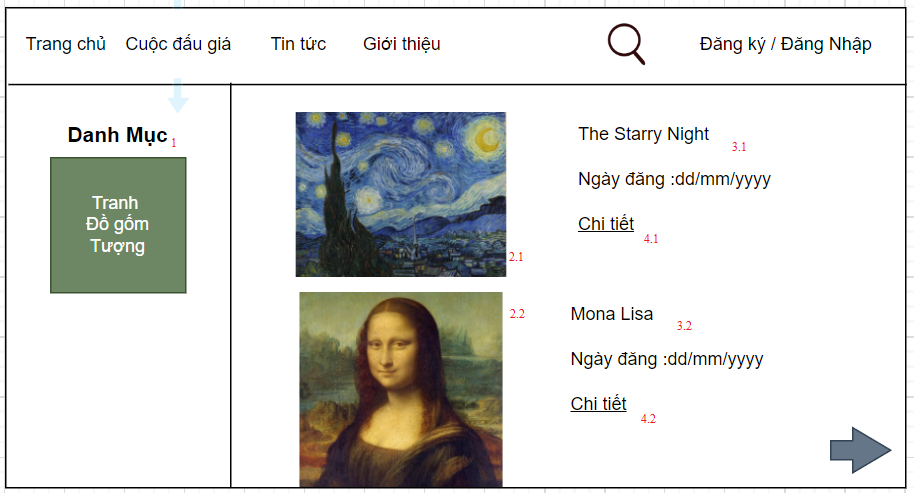 Trang chủ Cuộc đấu giá Tin tức Giới thiệu Đăng ký / Đăng Nhập
Danh Mục 1
Tranh
Đồ gốm
Tượng
2.1
The Starry Night
3.1
Ngày đăng :dd/mm/yyyy
Chi tiết
4.1
2.2
Mona Lisa
3.2
Ngày đăng :dd/mm/yyyy
Chi tiết
4.2